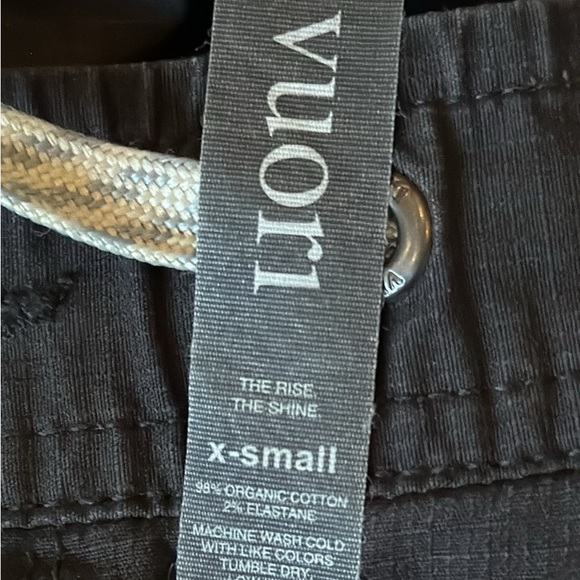 vuori
THE RISE.
THE SHINE
x-small
98% ORGANIC COTTON
2% ELASTANE
MACHINE WASH COLD
WITH LIKE COLORS
TUMBLE DRY